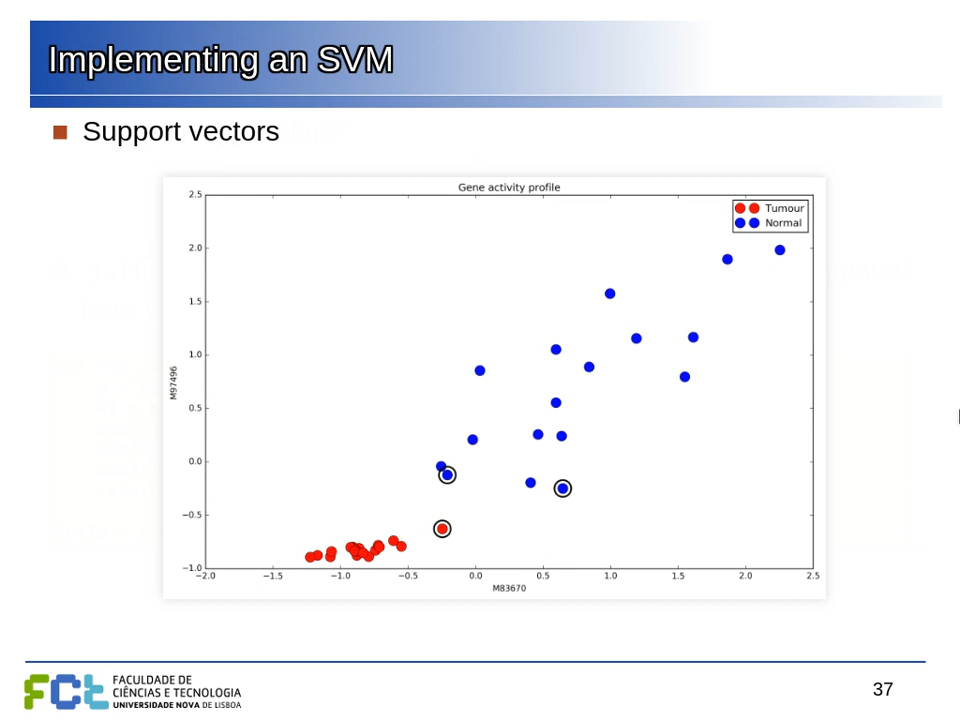 Implementing an SVM
Support vectors
Gene activity profile
2.5
2.0
1.5
1.0
0.5
0.0
−0.5
−1.0
M97496
Tumour
Normal
−2.0 −1.5 −1.0 −0.5 0.0 0.5 1.0 1.5 2.0 2.5
M83670
FCT FACULDADE DE
CIÊNCIAS E TECNOLOGIA
UNIVERSIDADE NOVA DE LISBOA
37